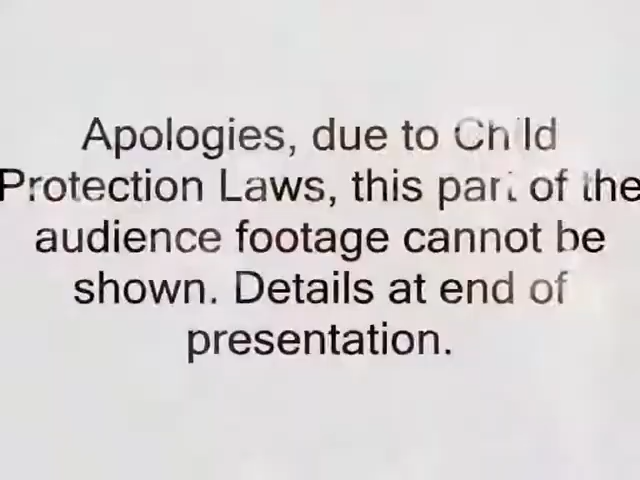 Apologies, due to Child
Protection Laws, this part of the
audience footage cannot be
shown. Details at end of
presentation.